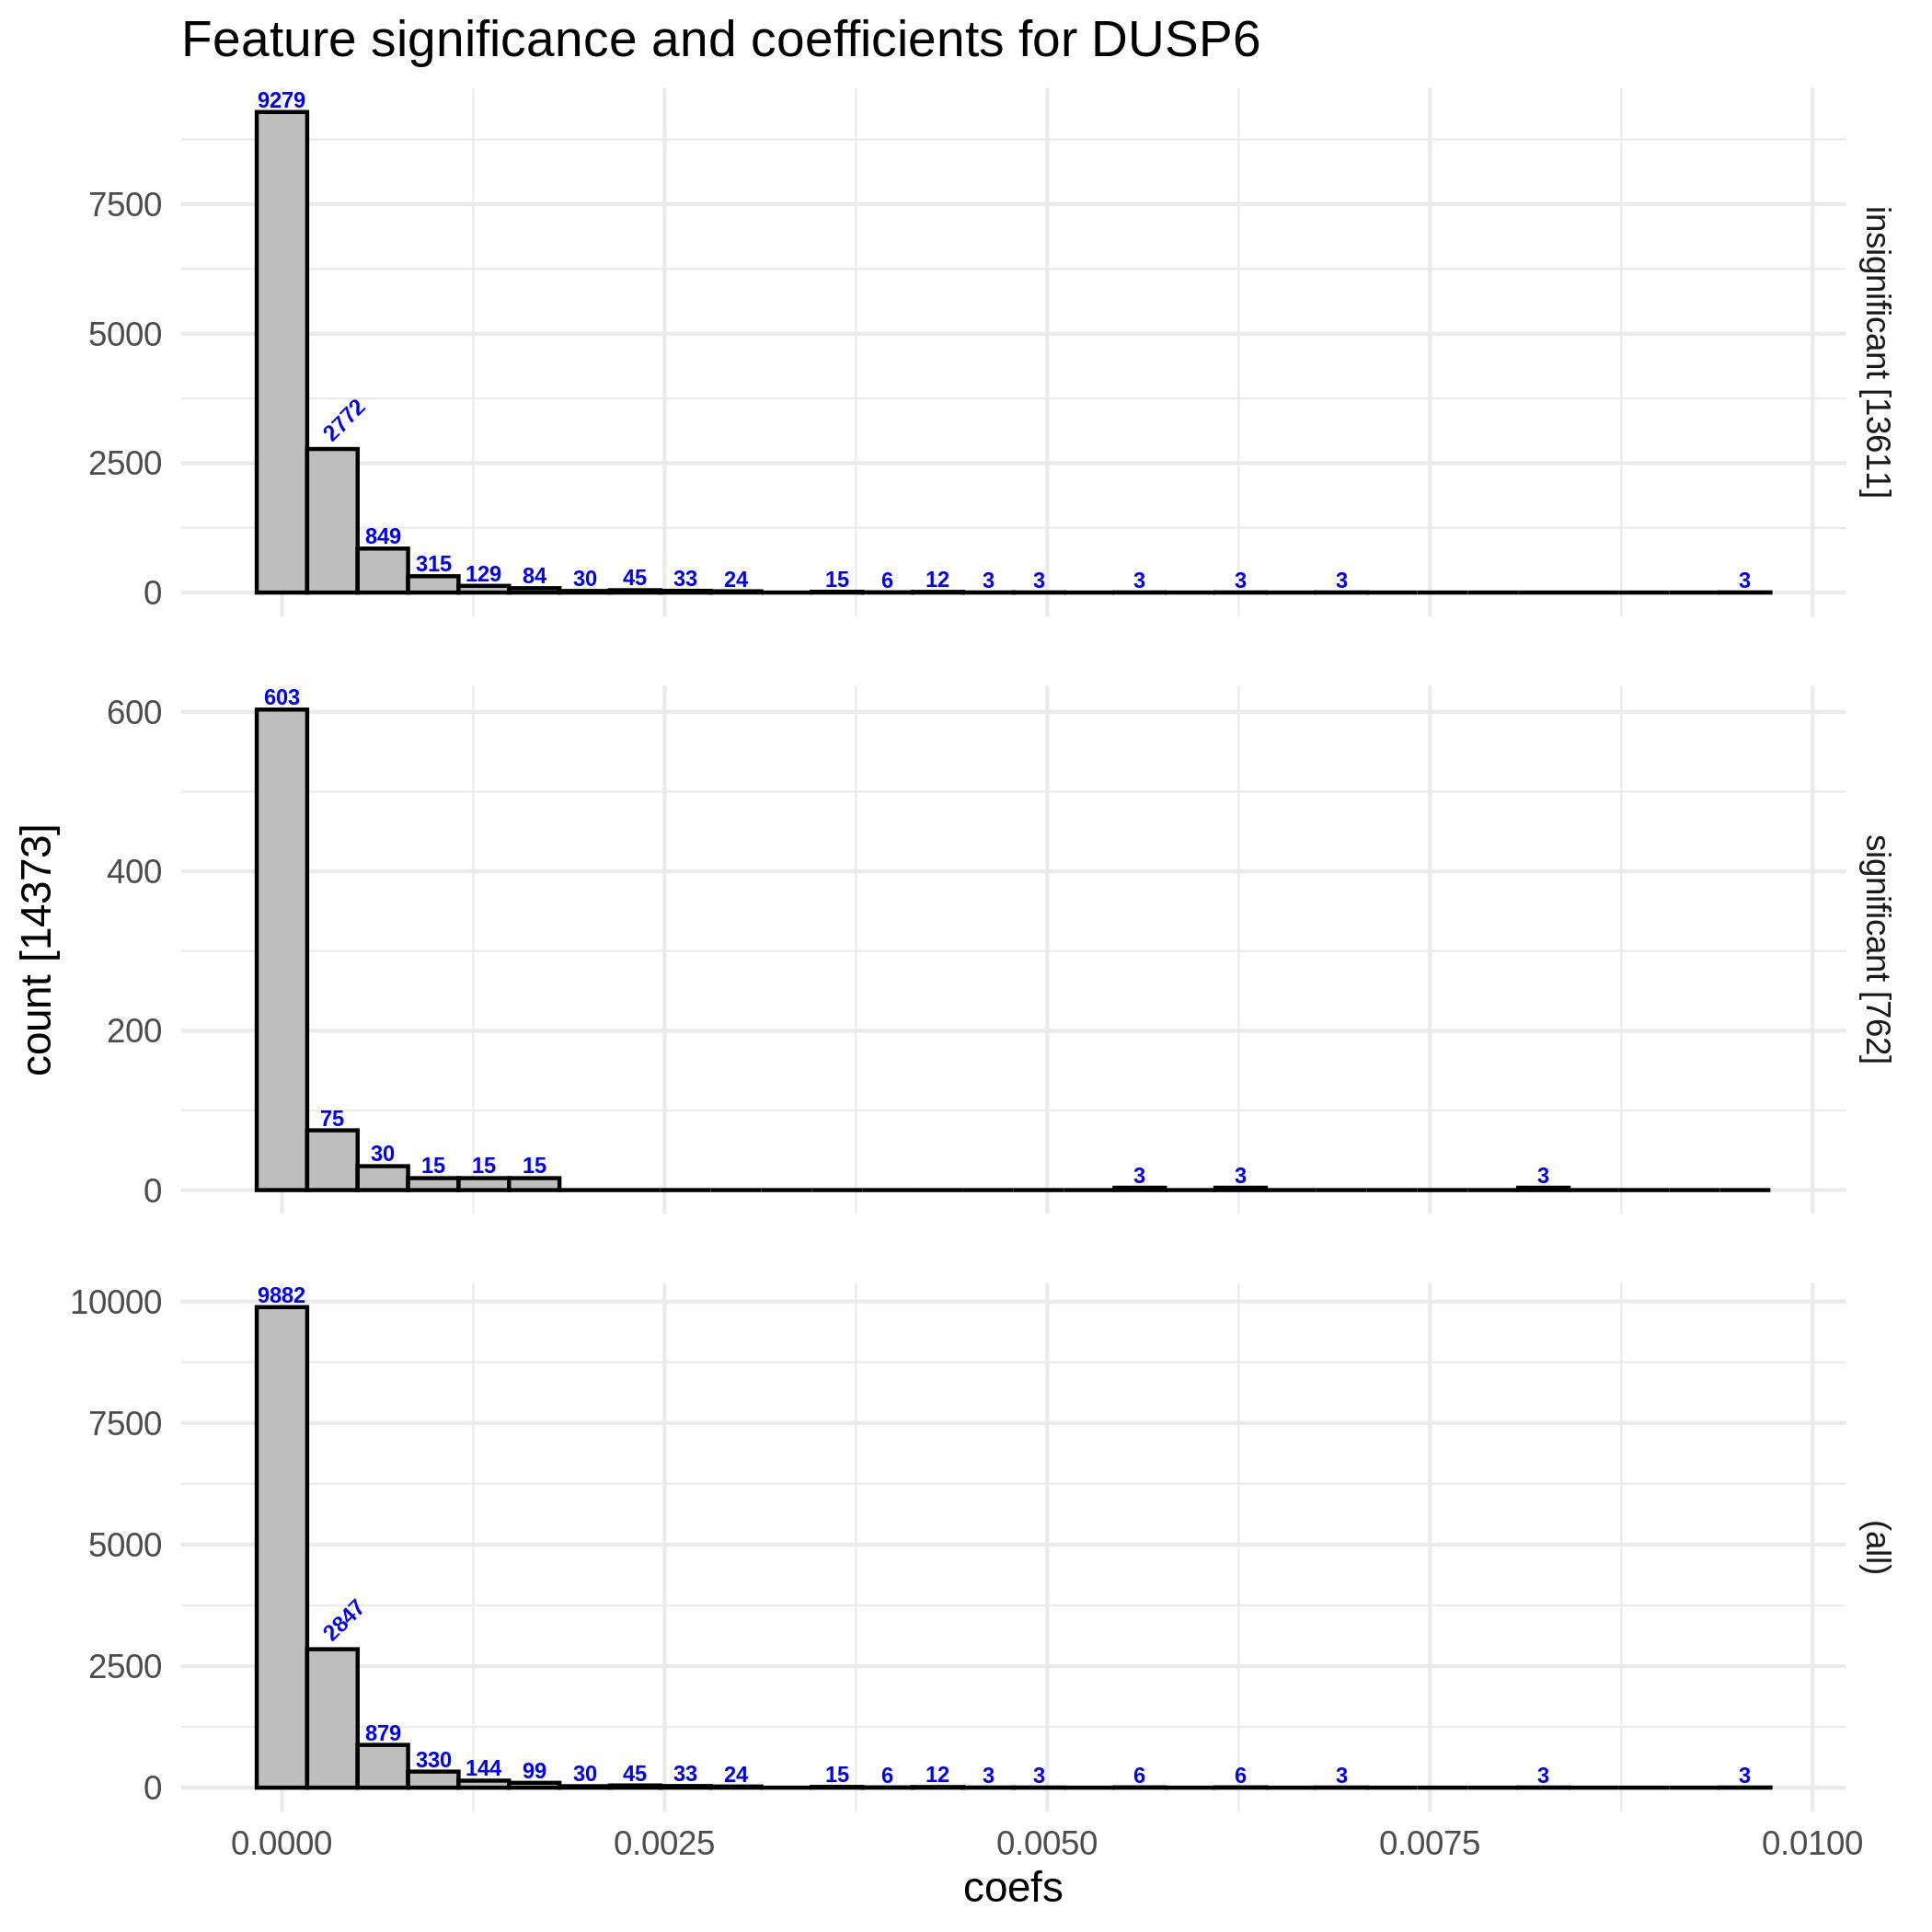 Feature significance and coefficients for DUSP6
count [14373]
9279
2772
849 315 129 84 30 45 33 24 15 6 12 3 3 3 3 3 3
7500
5000
2500
0
insignificant [13611]
603
75 30 15 15 15 3 3 3
600
400
200
0
significant [762]
9882
2847
879 330 144 99 30 45 33 24 15 6 12 3 3 6 6 3 3 3
10000
7500
5000
2500
0
(all)
0.0000 0.0025 0.0050 0.0075 0.0100
coefs